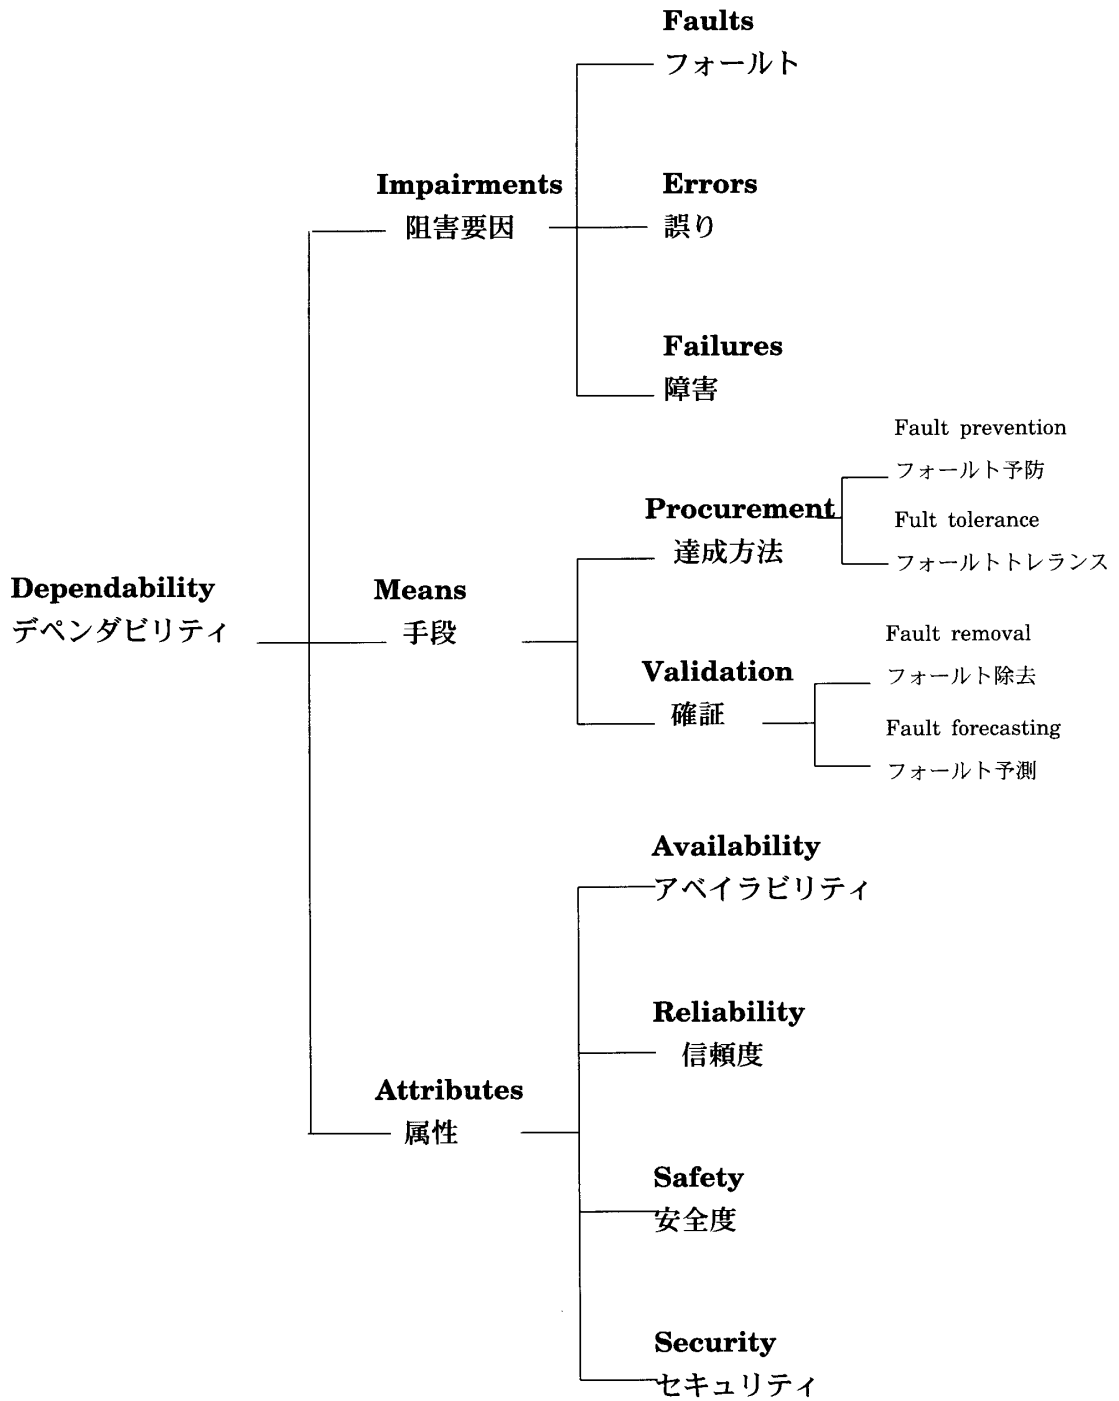 Faults
フォールト
Impairments
阻害要因
Errors
誤り
Failures
障害
Dependability
デペンダビリティ
Means
手段
Procurement
達成方法
Fault prevention
フォールト予防
Fult tolerance
フォールトトレランス
Validation
確証
Fault removal
フォールト除去
Fault forecasting
フォールト予測
Attributes
属性
Availability
アベイラビリティ
Reliability
信頼度
Safety
安全度
Security
セキュリティ